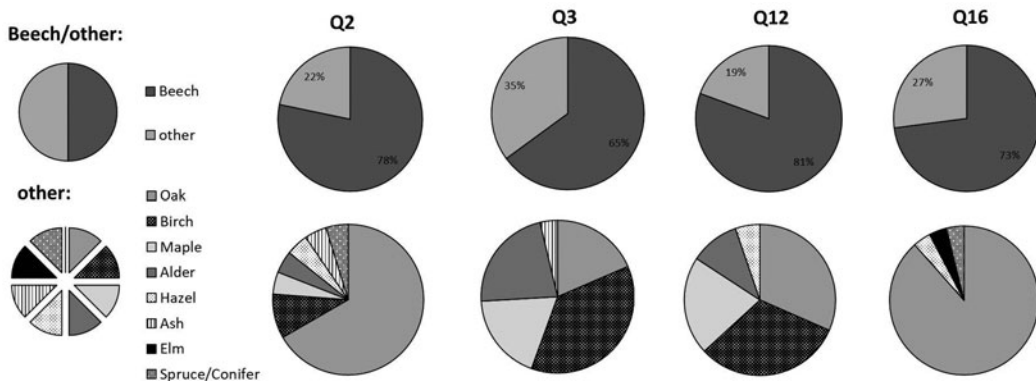 Beech/other:
Beech
other
Q2
22%
78%
Q3
35%
65%
Q12
19%
81%
Q16
27%
73%
other:
Oak
Birch
Maple
Alder
Hazel
Ash
Elm
Spruce/Conifer